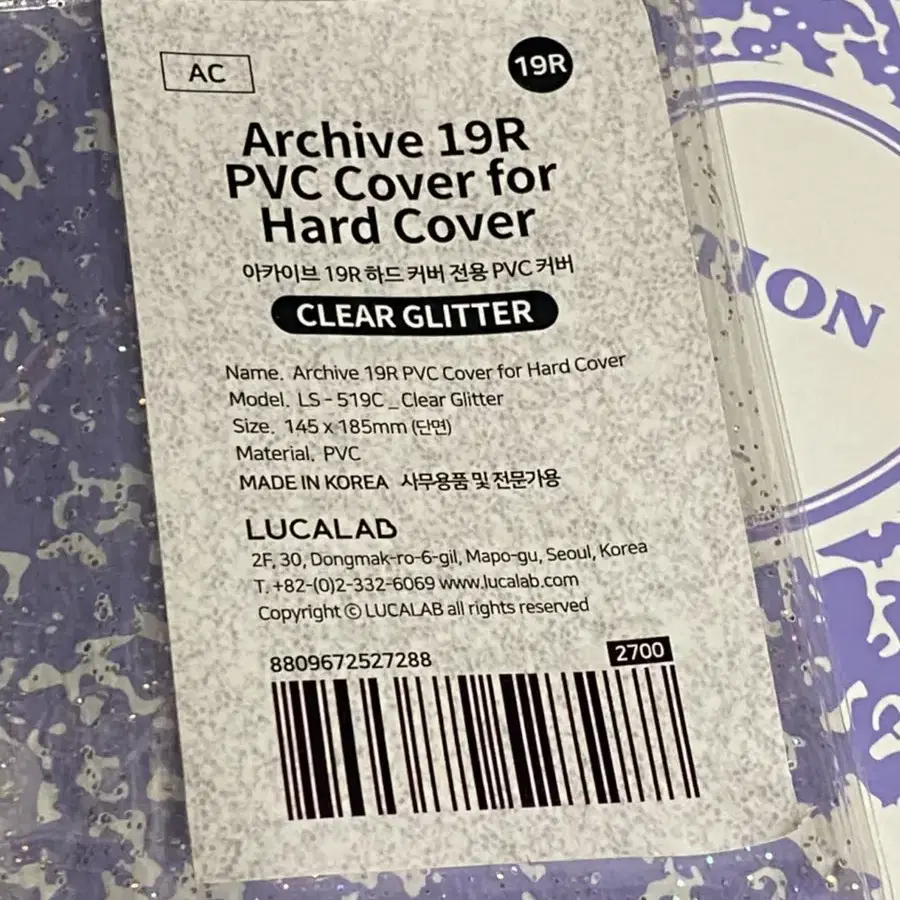 AC
19R
Archive 19R
PVC Cover for
Hard Cover
아카이브 19R 하드 커버 전용 PVC 커버
CLEAR GLITTER
Name. Archive 19R PVC Cover for Hard Cover
Model. LS - 519C _ Clear Glitter
Size. 145 x 185mm (단면)
Material. PVC
MADE IN KOREA 사무용품 및 전문가용
LUCALAB
2F, 30, Dongmak-ro-6-gil, Mapo-gu, Seoul, Korea
T. +82-(0)2-332-6069 www.lucalab.com
Copyright ⓒ LUCALAB all rights reserved
8809672527288
2700